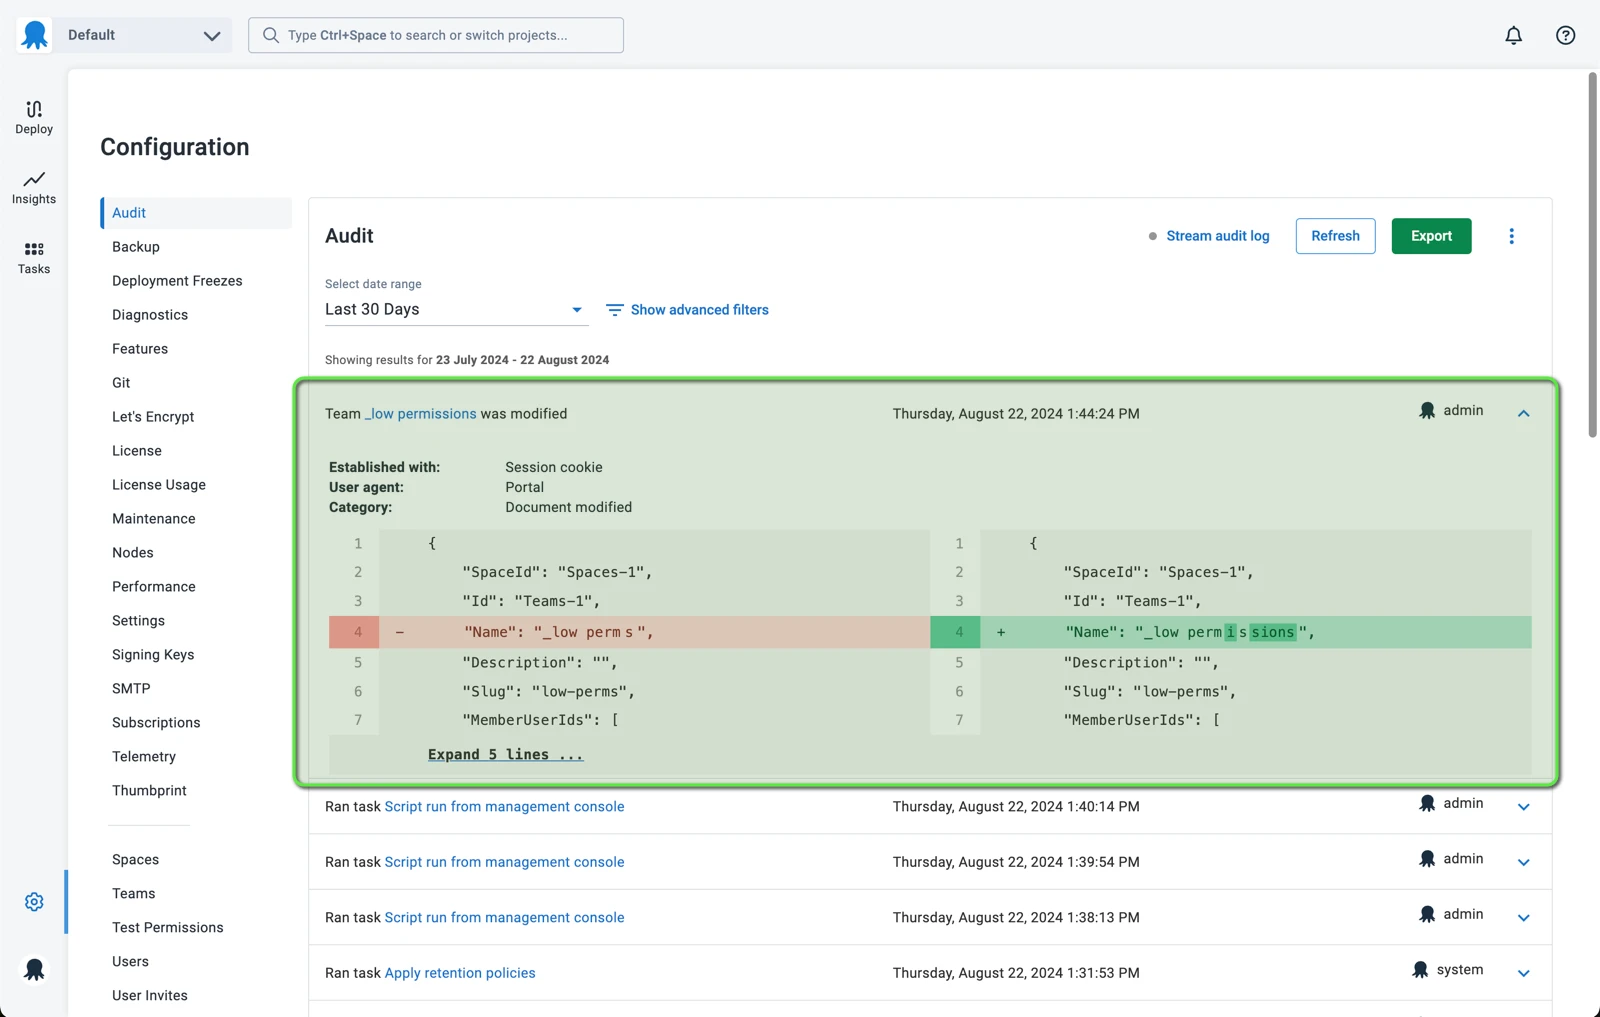 Default
Type Ctrl+Space to search or switch projects...
Deploy
Insights
Tasks
Configuration
Audit
Backup
Deployment Freezes
Diagnostics
Features
Git
Let's Encrypt
License
License Usage
Maintenance
Nodes
Performance
Settings
Signing Keys
SMTP
Subscriptions
Telemetry
Thumbprint
Spaces
Teams
Test Permissions
Users
User Invites
Audit
Stream audit log
Refresh
Export
Select date range
Last 30 Days
Show advanced filters
Showing results for 23 July 2024 - 22 August 2024
Team _low permissions was modified
Thursday, August 22, 2024 1:44:24 PM
admin
Established with: Session cookie
User agent: Portal
Category: Document modified
1 {
2 "SpaceId": "Spaces-1",
3 "Id": "Teams-1",
4 - "Name": "_low perms",
5 "Description": "",
6 "Slug": "low-perms",
7 "MemberUserIds": [
1 {
2 "SpaceId": "Spaces-1",
3 "Id": "Teams-1",
4 + "Name": "_low permissions",
5 "Description": "",
6 "Slug": "low-perms",
7 "MemberUserIds": [
Expand 5 lines ...
Ran task Script run from management console
Thursday, August 22, 2024 1:40:14 PM
admin
Ran task Script run from management console
Thursday, August 22, 2024 1:39:54 PM
admin
Ran task Script run from management console
Thursday, August 22, 2024 1:38:13 PM
admin
Ran task Apply retention policies
Thursday, August 22, 2024 1:31:53 PM
system